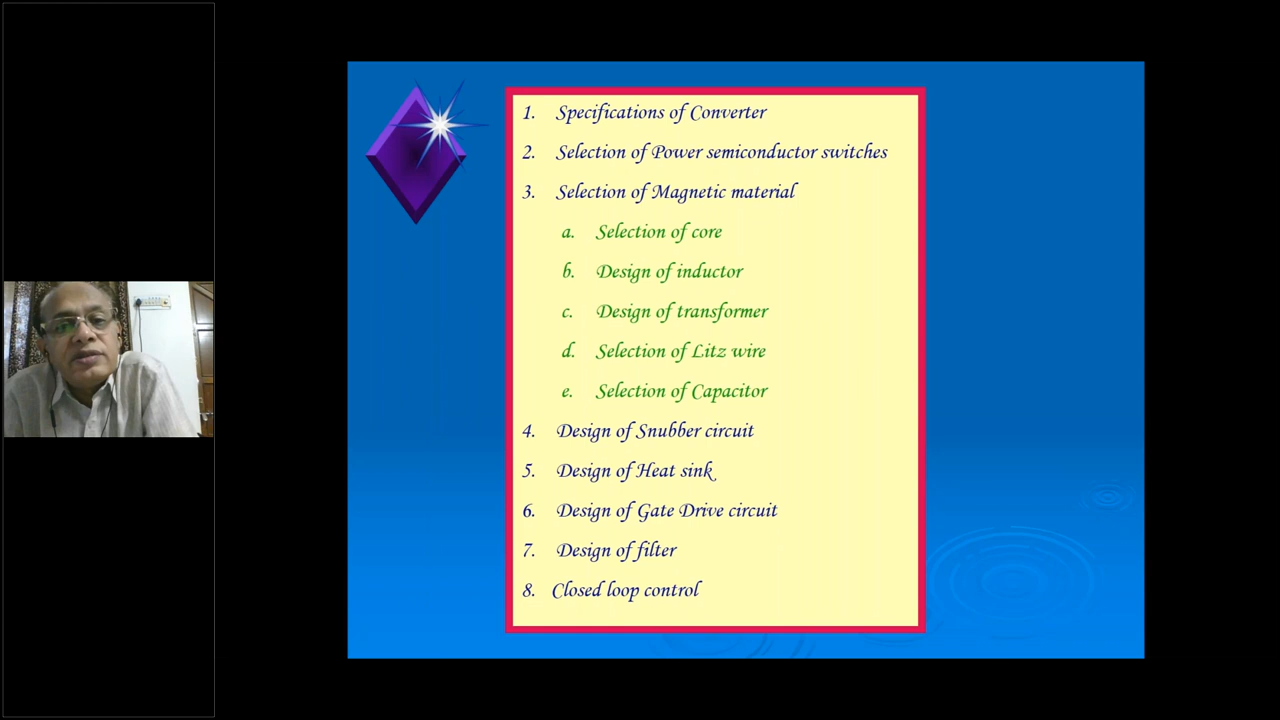 1. Specifications of Converter
2. Selection of Power semiconductor switches
3. Selection of Magnetic material
a. Selection of core
b. Design of inductor
c. Design of transformer
d. Selection of Litz wire
e. Selection of Capacitor
4. Design of Snubber circuit
5. Design of Heat sink
6. Design of Gate Drive circuit
7. Design of filter
8. Closed loop control